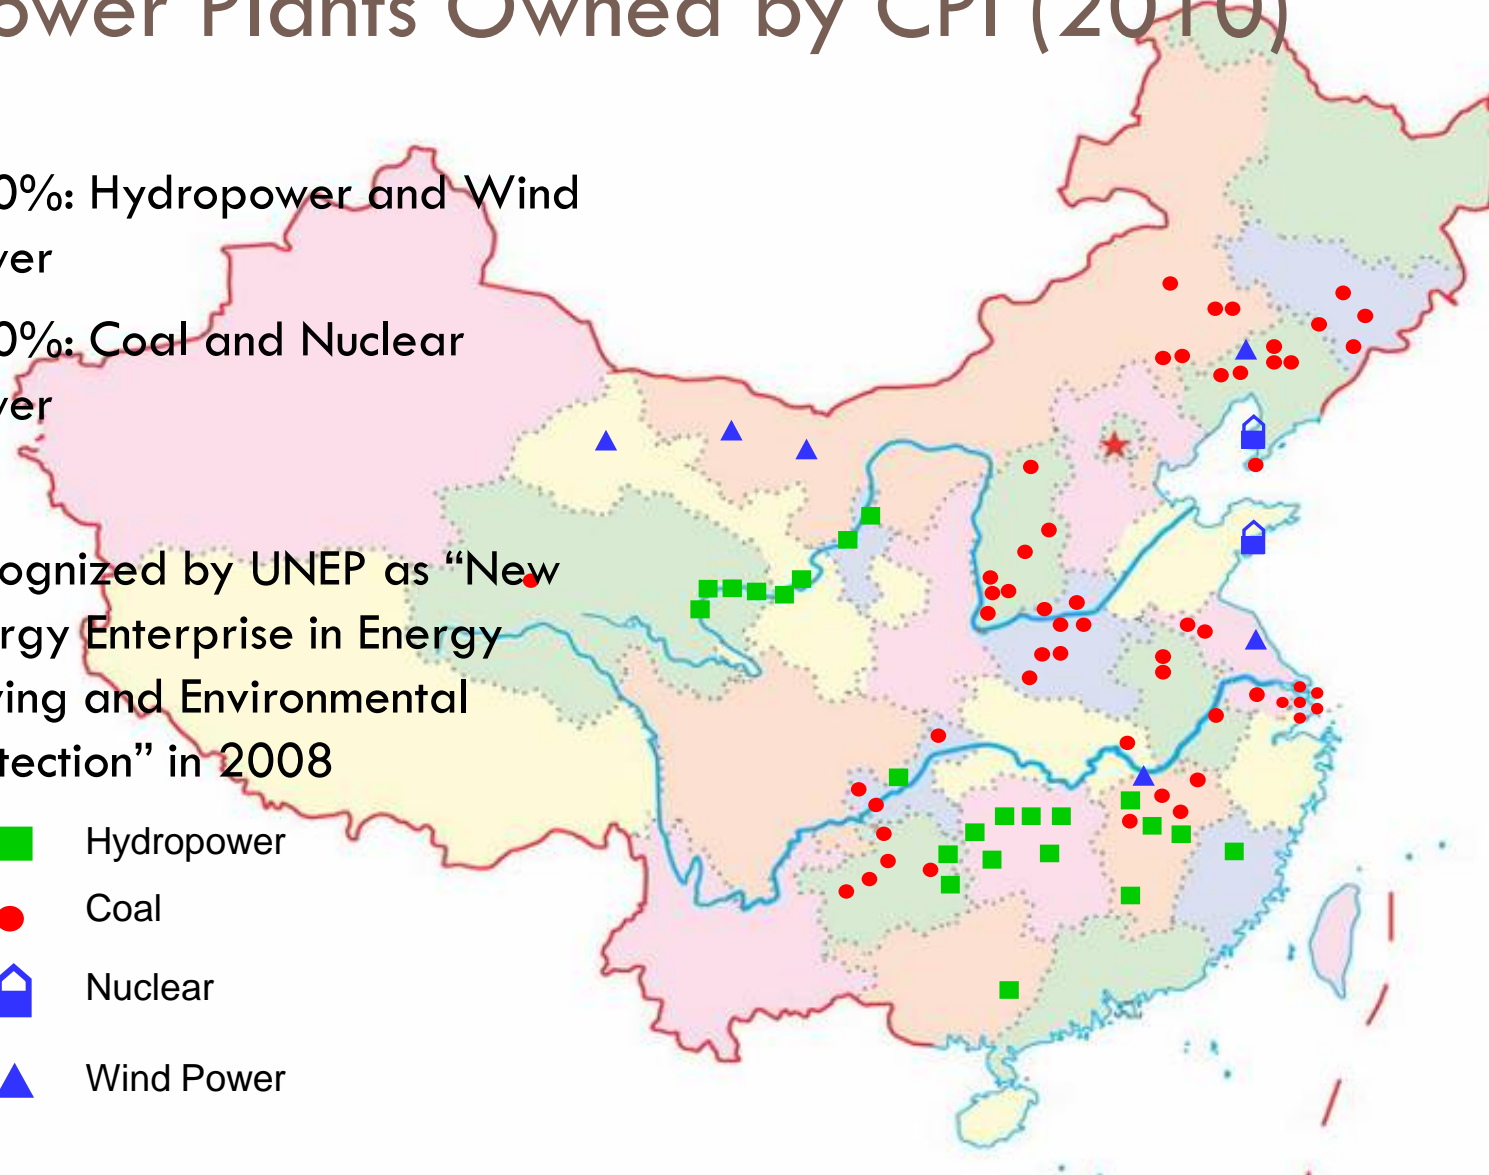 ower Plants Owned by CPI (2010)
0%: Hydropower and Wind
ver
0%: Coal and Nuclear
ver
ognized by UNEP as “New
rgy Enterprise in Energy
ving and Environmental
tection” in 2008
Hydropower
Coal
Nuclear
Wind Power